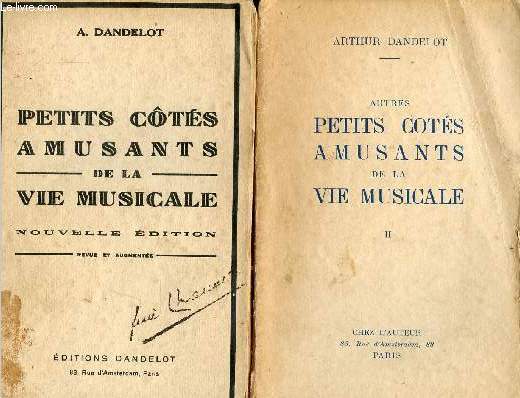 A. DANDELOT
PETITS CÔTÉS
AMUSANTS
DE LA
VIE MUSICALE
NOUVELLE ÉDITION
REVUE ET AUGMENTÉE
ÉDITIONS DANDELOT
83, Rue d'Amsterdam, Paris
ARTHUR DANDELOT
AUTRES
PETITS COTÉS
AMUSANTS
DE LA
VIE MUSICALE
II
CHEZ L'AUTEUR
83, Rue d'Amsterdam, 83
PARIS